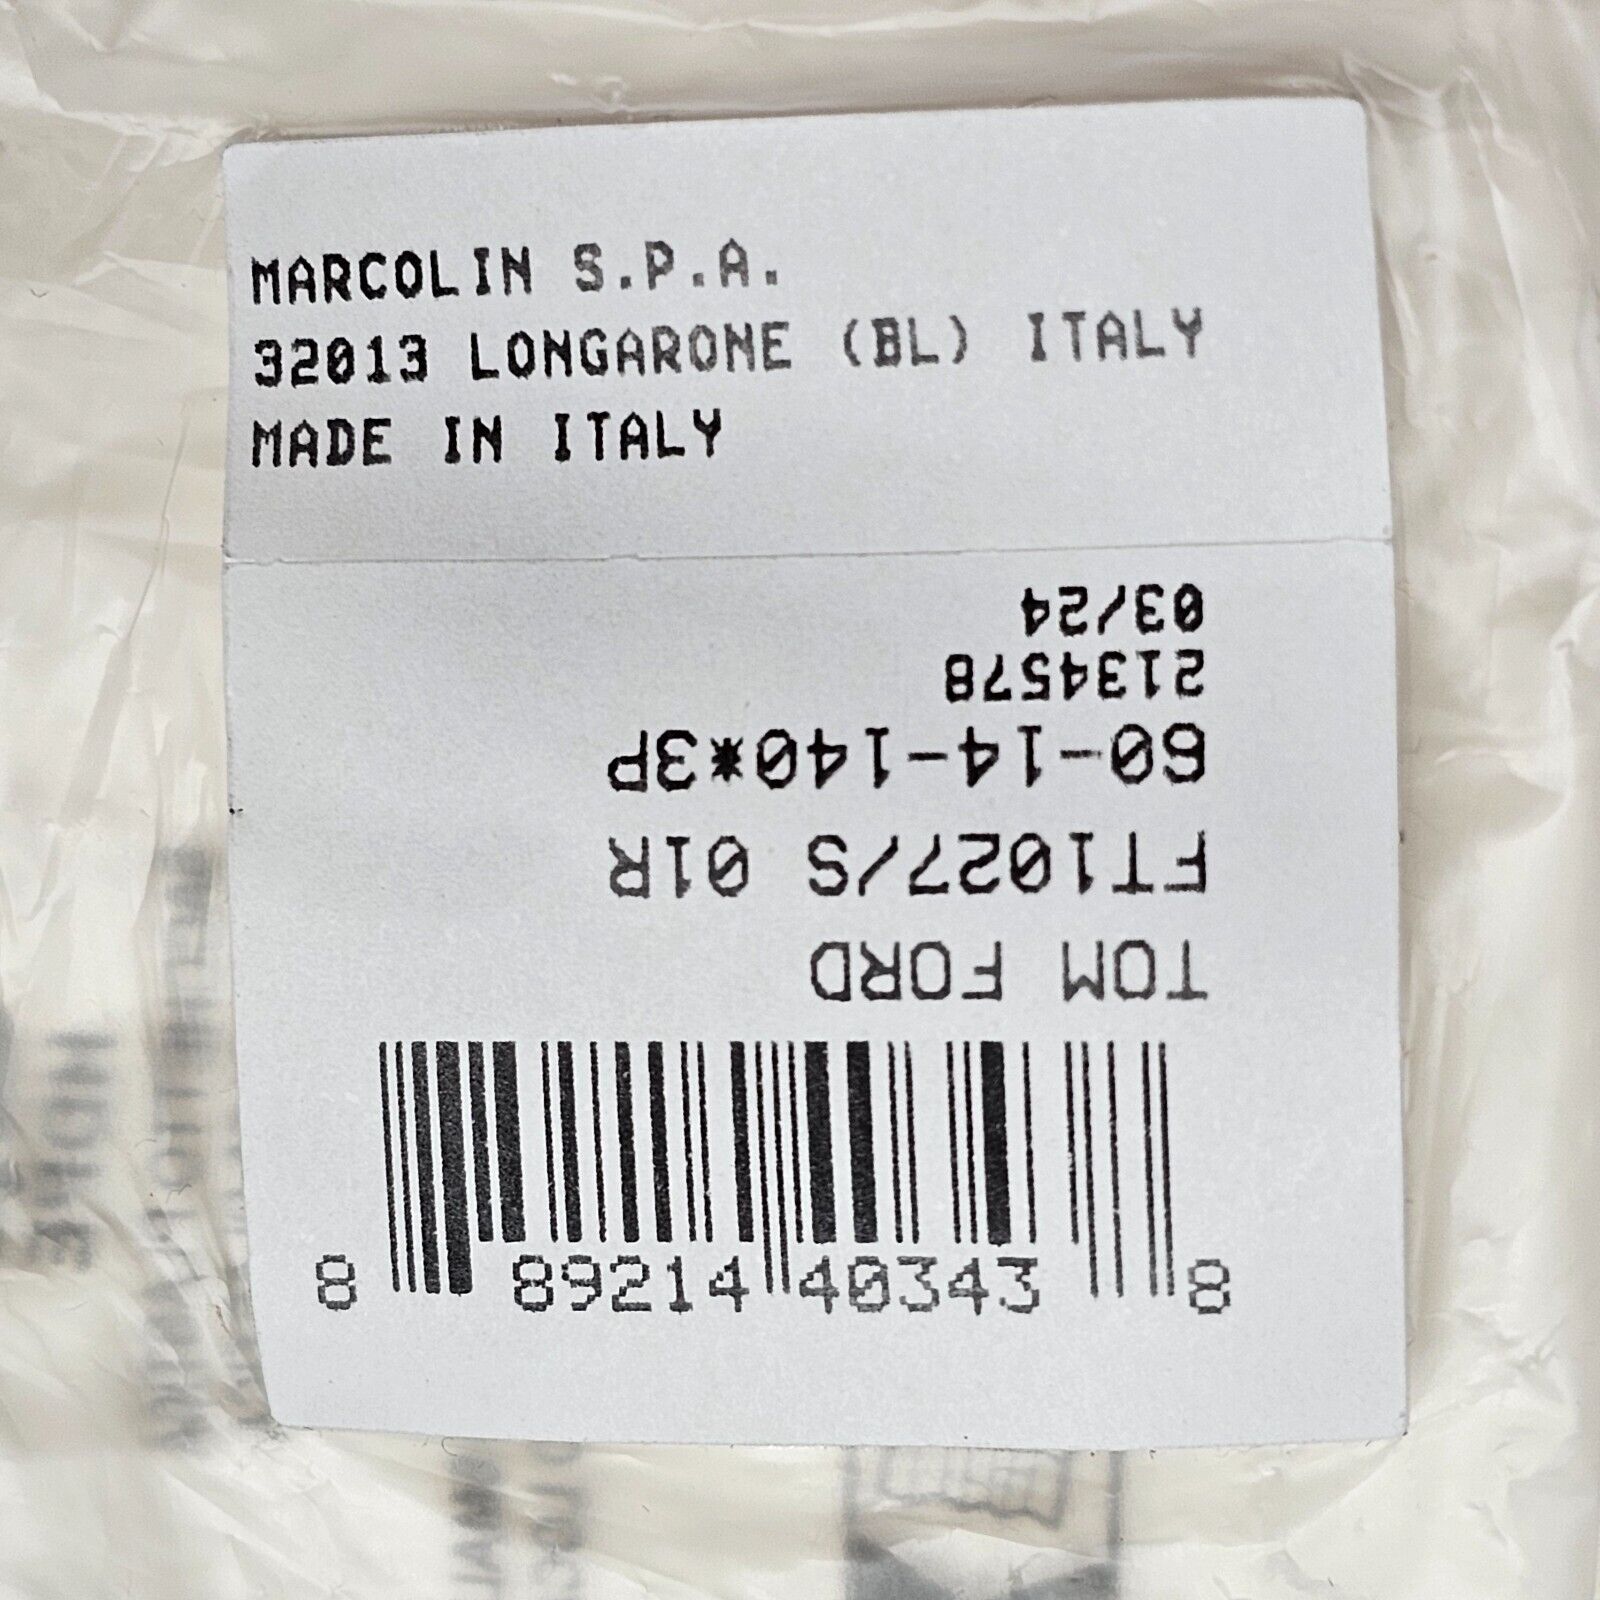 MARCOLIN S.P.A.
32013 LONGARONE (BL) ITALY
MADE IN ITALY
TOM FORD
FT1027/S 01R
60-14-140*3P
2134578
03/24
8 89214 40343 8